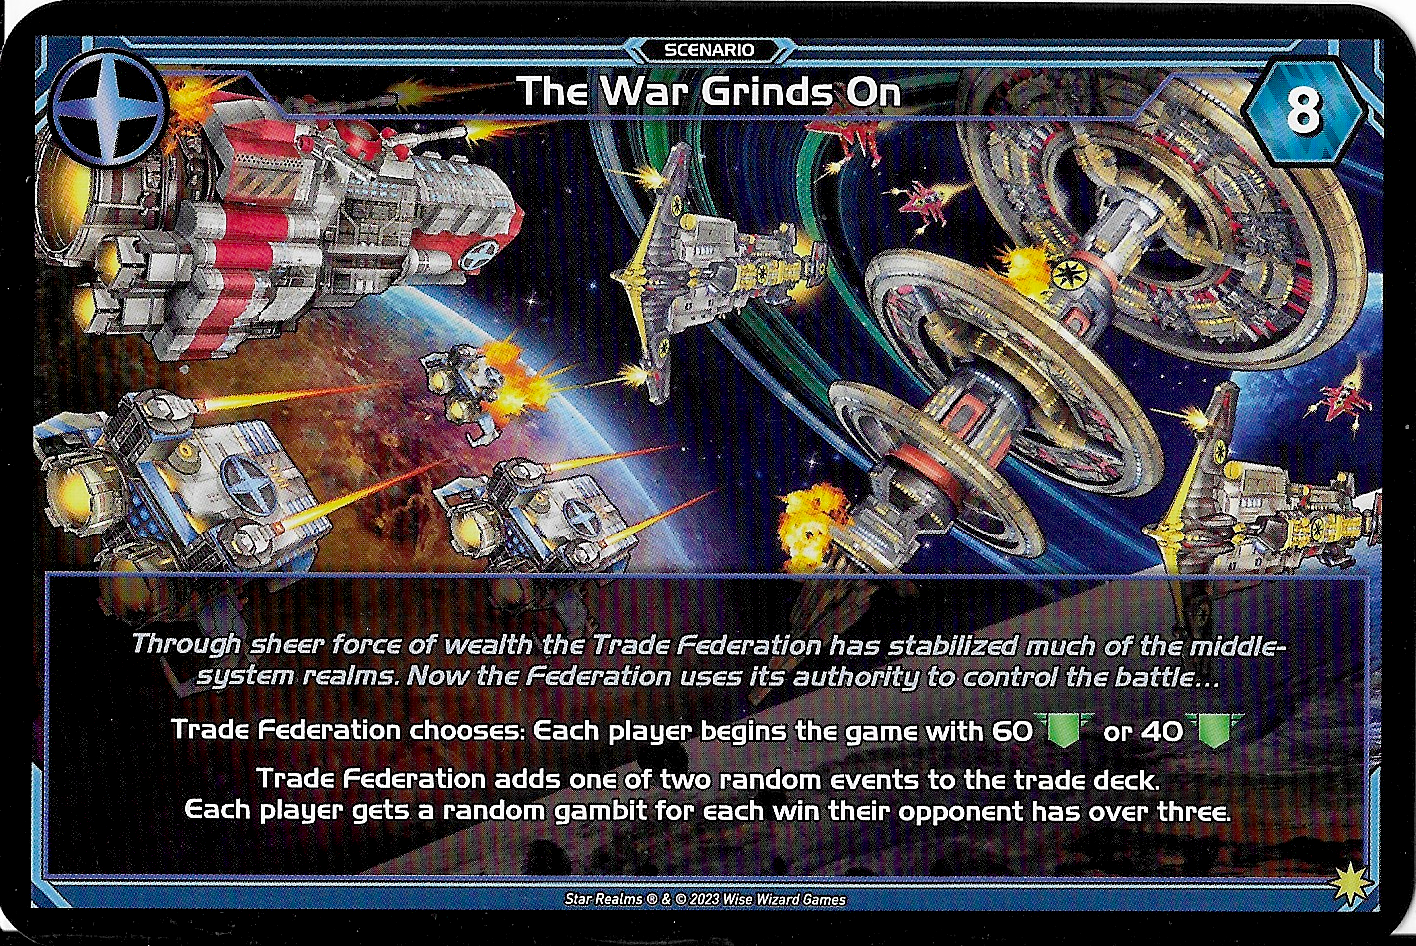 SCENARIO
The War Grinds On
8
Through sheer force of wealth the Trade Federation has stabilized much of the middle-
system realms. Now the Federation uses its authority to control the battle...
Trade Federation chooses: Each player begins the game with 60 or 40
Trade Federation adds one of two random events to the trade deck.
Each player gets a random gambit for each win their opponent has over three.
Star Realms ® & © 2023 Wise Wizard Games